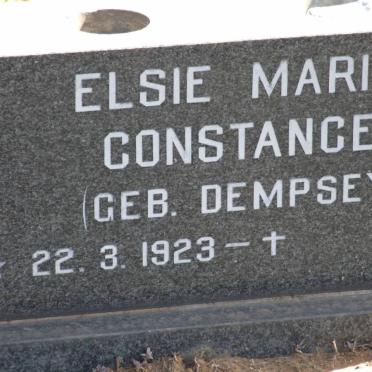 ELSIE MARI
CONSTANCE
(GEB. DEMPSEY
* 22. 3. 1923 – †